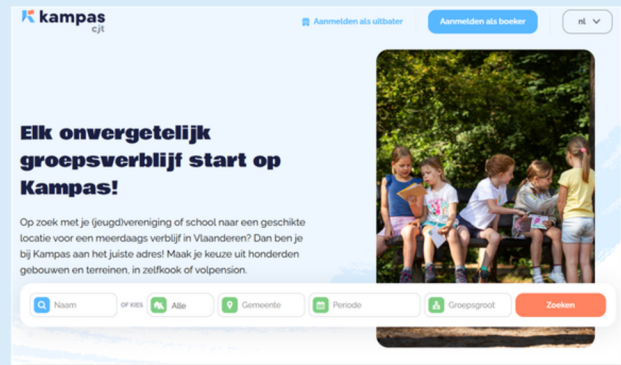 kampas
cjt
Aanmelden als uitbater
Aanmelden als boeker
nl
Elk onvergetelijk
groepsverblijf start op
Kampas!
Op zoek met je (jeugd)vereniging of school naar een geschikte
locatie voor een meerdaags verblijf in Vlaanderen? Dan ben je
bij Kampas aan het juiste adres! Maak je keuze uit honderden
gebouwen en terreinen, in zelfkook of volpension.
Naam
OF KIES
Alle
Gemeente
Periode
Groepsgroot
Zoeken